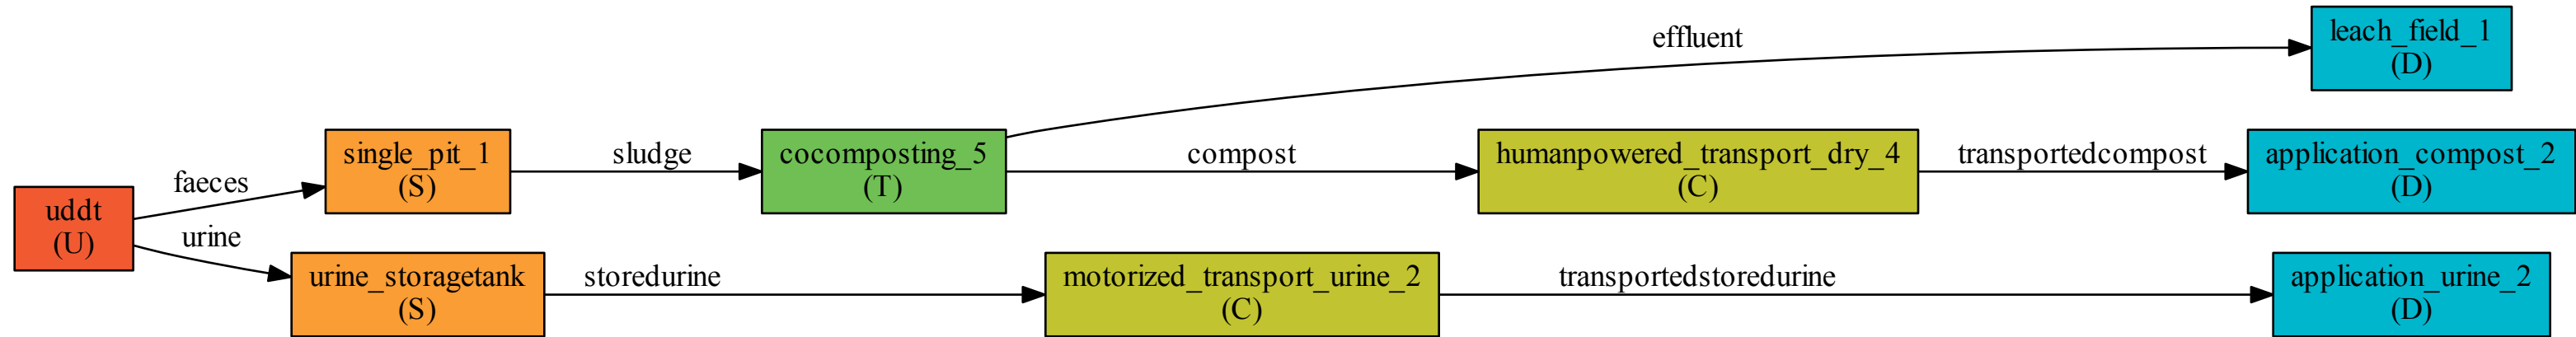 effluent
leach_field_1
(D)
faeces
single_pit_1
(S)
sludge
cocomposting_5
(T)
compost
humanpowered_transport_dry_4
(C)
transportedcompost
application_compost_2
(D)
uddt
(U)
urine
urine_storagetank
(S)
storedurine
motorized_transport_urine_2
(C)
transportedstoredurine
application_urine_2
(D)